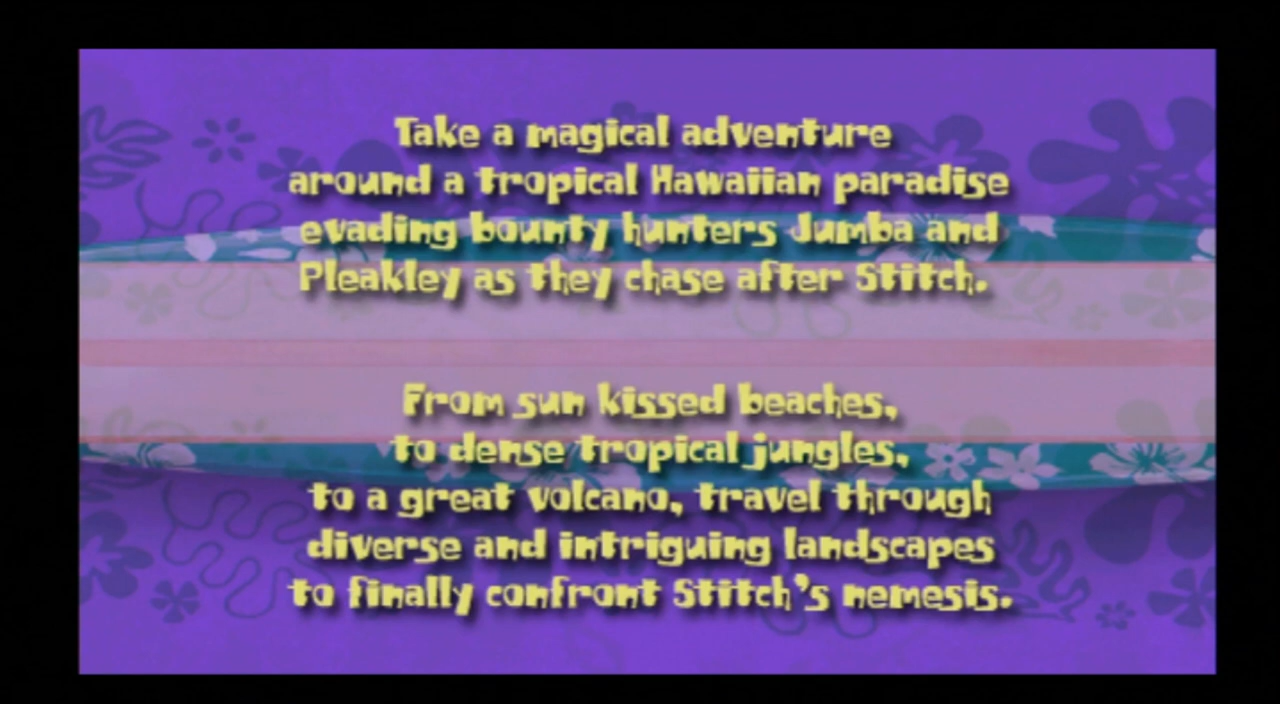 Take a magical adventure
around a tropical Hawaiian paradise
evading bounty hunters Jumba and
Pleakley as they chase after Stitch.
From sun kissed beaches,
to dense tropical jungles,
to a great volcano, travel through
diverse and intriguing landscapes
to finally confront Stitch's nemesis.